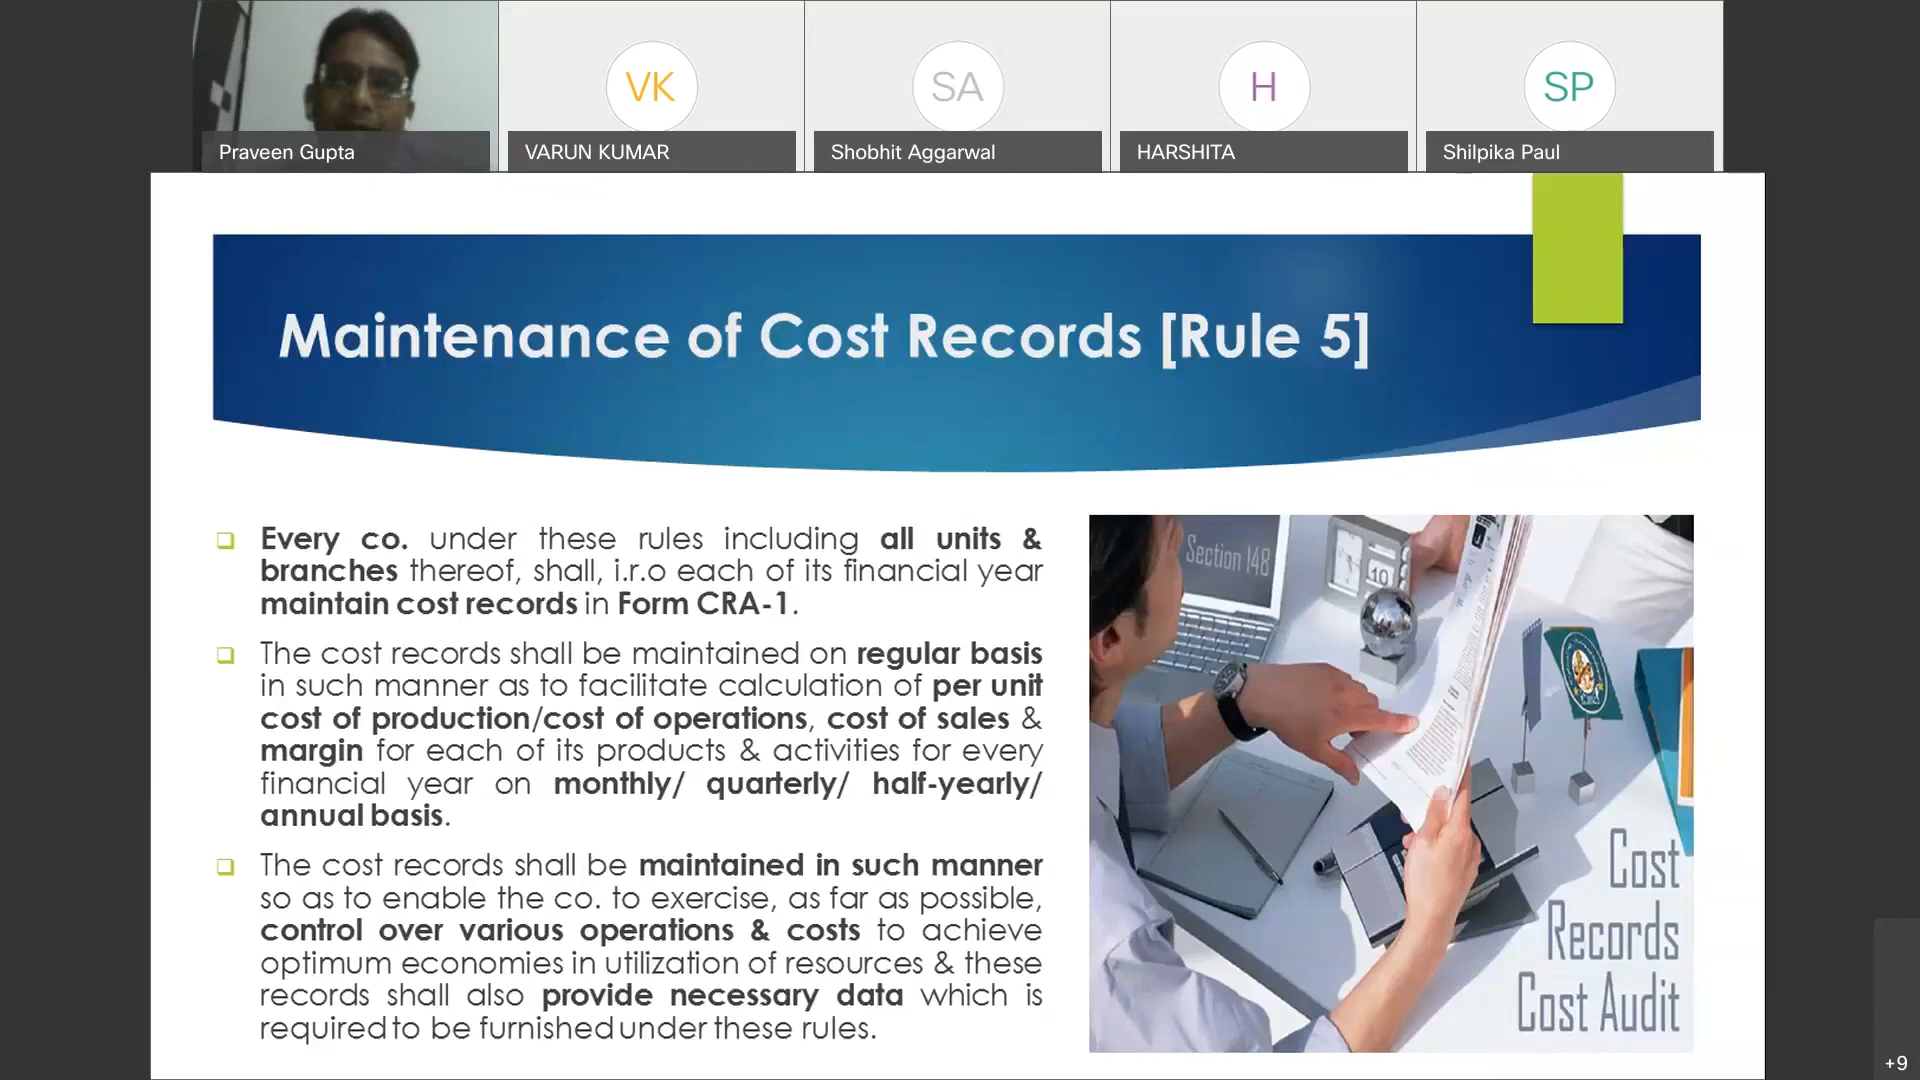 VK
SA
H
SP
Praveen Gupta
VARUN KUMAR
Shobhit Aggarwal
HARSHITA
Shilpika Paul
Maintenance of Cost Records [Rule 5]
Every co. under these rules including all units &
branches thereof, shall, i.r.o each of its financial year
maintain cost records in Form CRA-1.
The cost records shall be maintained on regular basis
in such manner as to facilitate calculation of per unit
cost of production/cost of operations, cost of sales &
margin for each of its products & activities for every
financial year on monthly/ quarterly/ half-yearly/
annual basis.
The cost records shall be maintained in such manner
so as to enable the co. to exercise, as far as possible,
control over various operations & costs to achieve
optimum economies in utilization of resources & these
records shall also provide necessary data which is
required to be furnished under these rules.
Section 148
10
Cost
Records
Cost Audit
+9